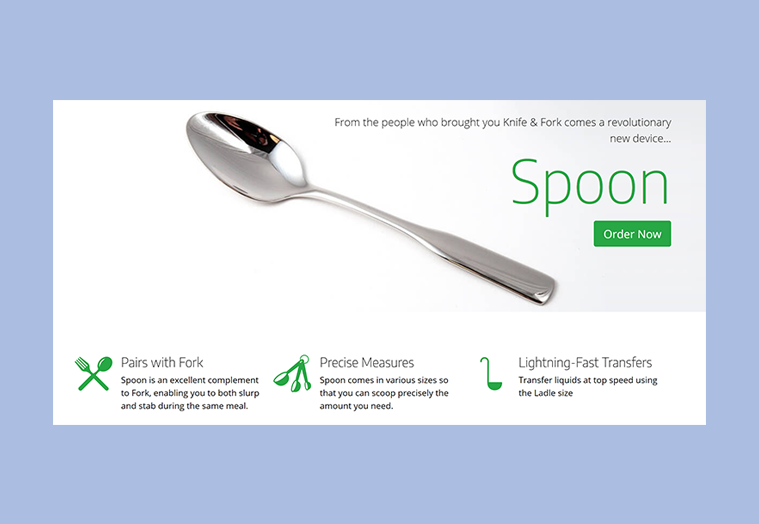 From the people who brought you Knife & Fork comes a revolutionary
new device...
Spoon
Order Now
Pairs with Fork
Spoon is an excellent complement
to Fork, enabling you to both slurp
and stab during the same meal.
Precise Measures
Spoon comes in various sizes so
that you can scoop precisely the
amount you need.
Lightning-Fast Transfers
Transfer liquids at top speed using
the Ladle size